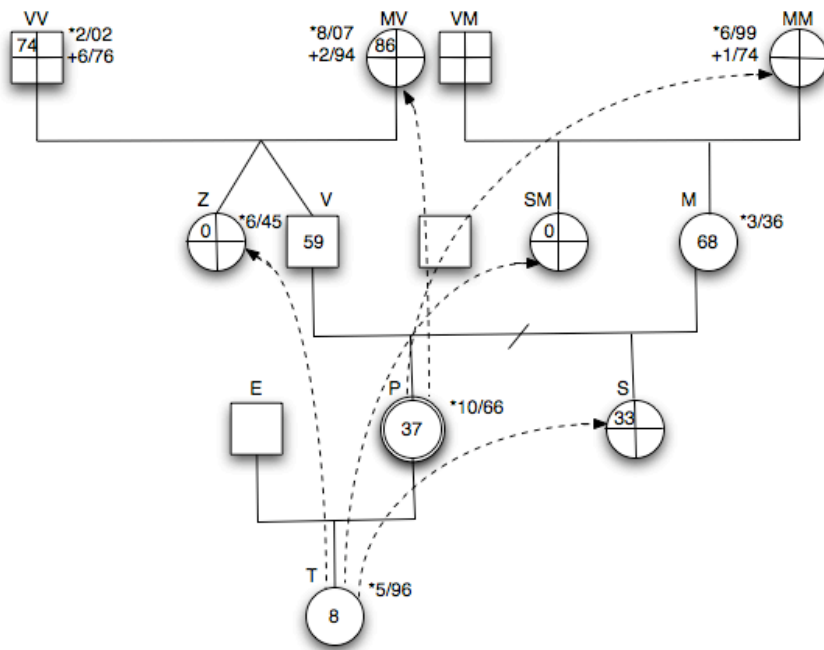 VV
MV
VM
MM
74
*2/02
+6/76
*8/07
+2/94
86
*6/99
+1/74
Z
V
SM
M
0
*6/45
59
0
68
*3/36
E
P
S
37
*10/66
33
T
*5/96
8